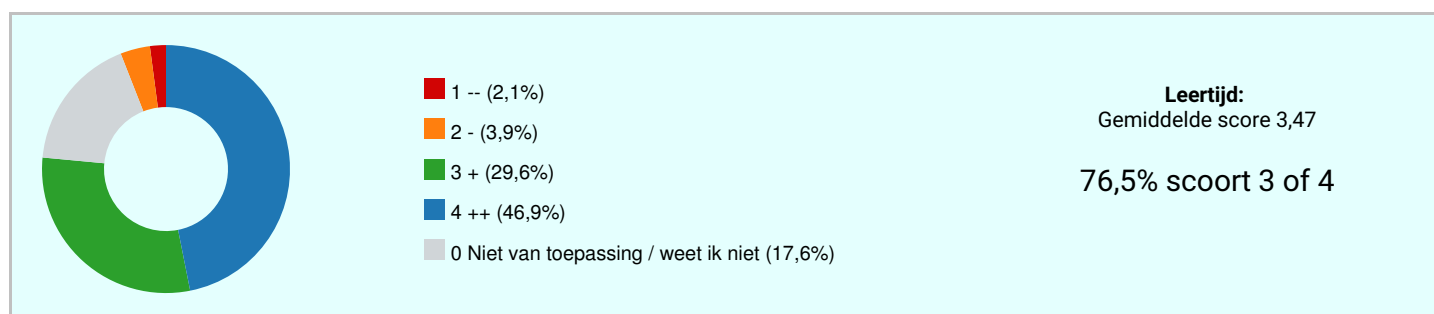 1 -- (2,1%)
2 - (3,9%)
3 + (29,6%)
4 ++ (46,9%)
0 Niet van toepassing / weet ik niet (17,6%)
Leertijd:
Gemiddelde score 3,47
76,5% scoort 3 of 4